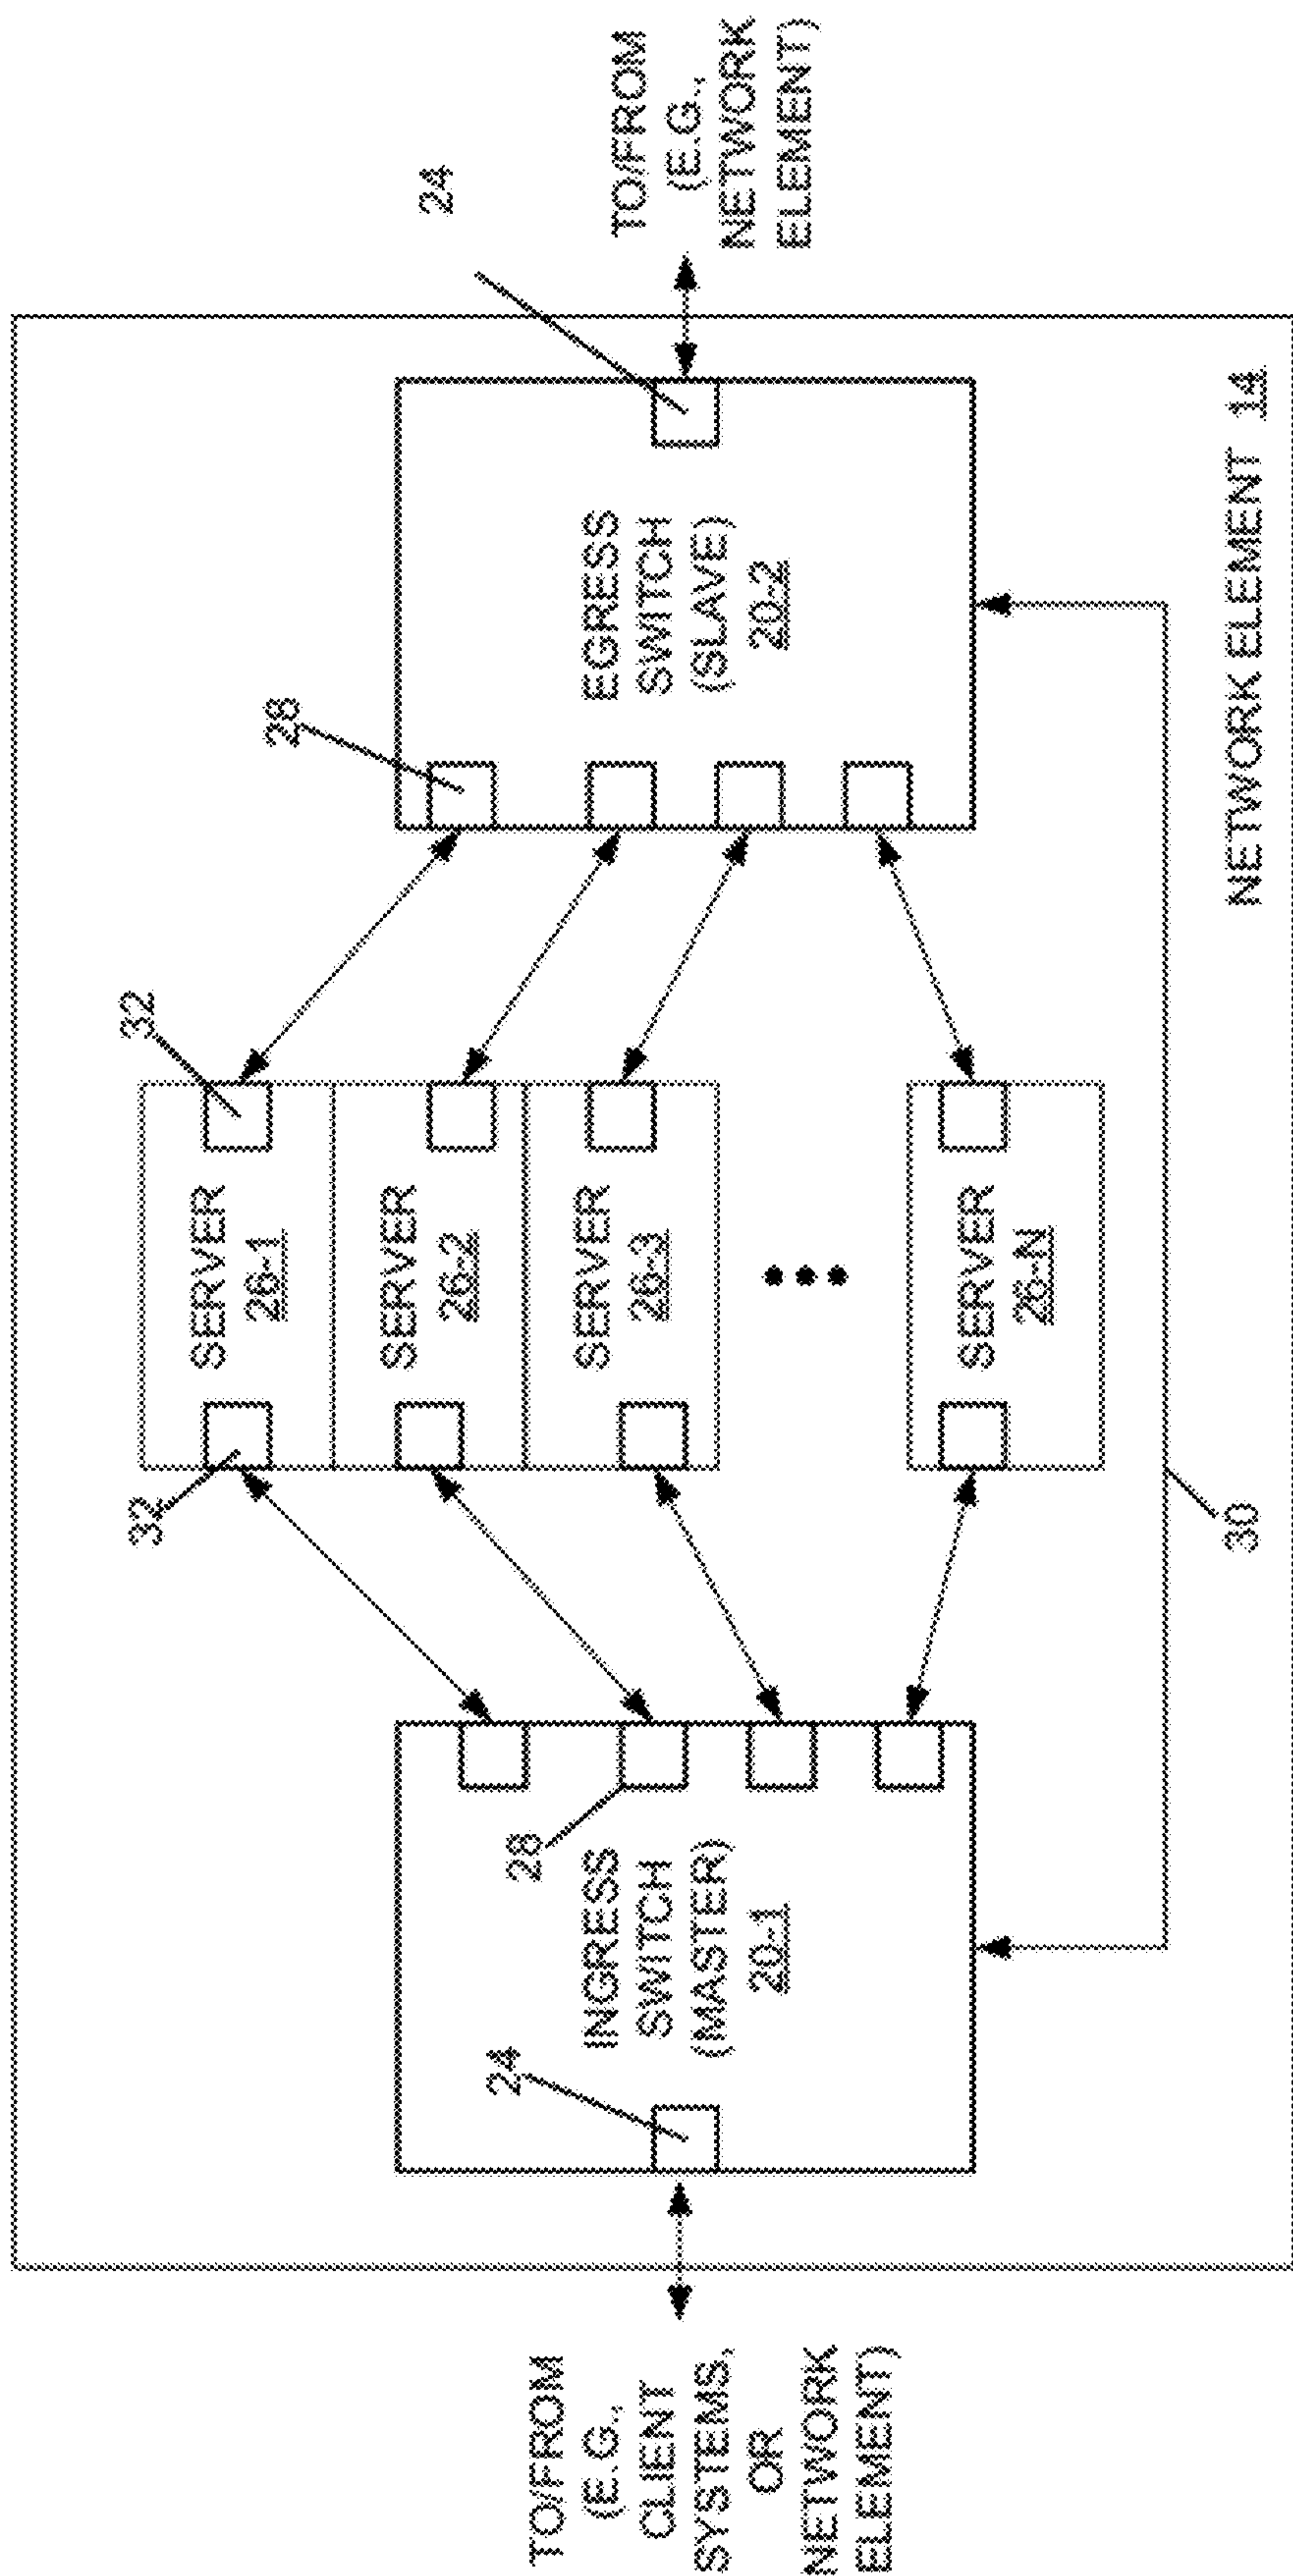 TO/FROM
(E.G.,
CLIENT
SYSTEMS,
OR
NETWORK
ELEMENT)
24
INGRESS
SWITCH
(MASTER)
20-1
28
32
32
SERVER
26-1
SERVER
26-2
SERVER
26-3
SERVER
26-N
28
EGRESS
SWITCH
(SLAVE)
20-2
24
TO/FROM
(E.G.,
NETWORK
ELEMENT)
30
NETWORK ELEMENT 14